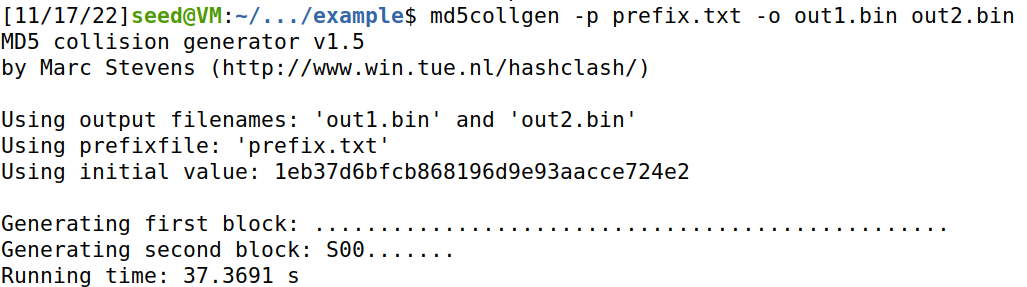 [11/17/22]seed@VM:~/.../example$ md5collgen -p prefix.txt -o out1.bin out2.bin
MD5 collision generator v1.5
by Marc Stevens (http://www.win.tue.nl/hashclash/)
Using output filenames: 'out1.bin' and 'out2.bin'
Using prefixfile: 'prefix.txt'
Using initial value: 1eb37d6bfcb868196d9e93aacce724e2
Generating first block: .................................................
Generating second block: S00.......
Running time: 37.3691 s